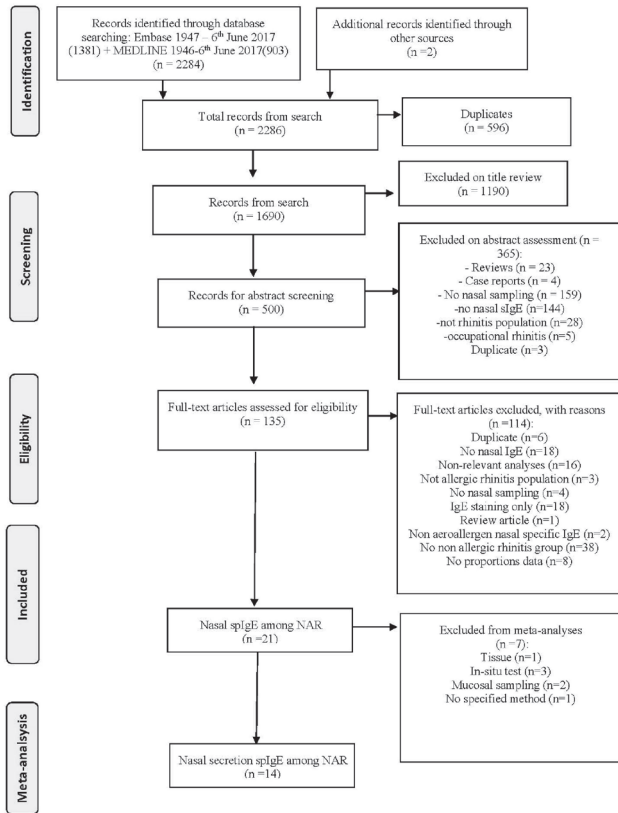 Identification
Records identified through database
searching: Embase 1947 – 6th June 2017
(1381) + MEDLINE 1946-6th June 2017(903)
(n = 2284)
Additional records identified through
other sources
(n =2)
Total records from search
(n = 2286)
Duplicates
(n = 596)
Screening
Records from search
(n = 1690)
Excluded on title review
(n = 1190)
Records for abstract screening
(n = 500)
Excluded on abstract assessment (n =
365):
- Reviews (n = 23)
- Case reports (n = 4)
- No nasal sampling (n = 159)
-no nasal sIgE (n=144)
-not rhinitis population (n=28)
-occupational rhinitis (n=5)
Duplicate (n=3)
Eligibility
Full-text articles assessed for eligibility
(n = 135)
Full-text articles excluded, with reasons
(n =114):
Duplicate (n=6)
No nasal IgE (n=18)
Non-relevant analyses (n=16)
Not allergic rhinitis population (n=3)
No nasal sampling (n=4)
IgE staining only (n=18)
Review article (n=1)
Non aeroallergen nasal specific IgE (n=2)
No non allergic rhinitis group (n=38)
No proportions data (n=8)
Included
Nasal spIgE among NAR
(n =21)
Excluded from meta-analyses
(n =7):
Tissue (n=1)
In-situ test (n=3)
Mucosal sampling (n=2)
No specified method (n=1)
Meta-analsysis
Nasal secretion spIgE among NAR
(n =14)